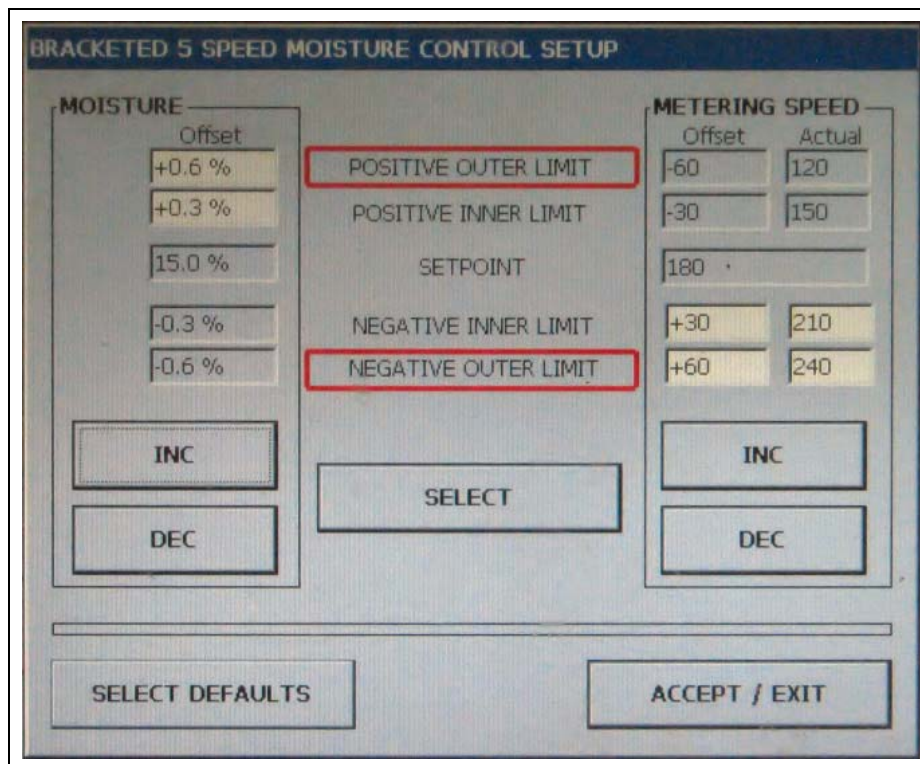 BRACKETED 5 SPEED MOISTURE CONTROL SETUP
MOISTURE
METERING SPEED
Offset
Offset Actual
+0.6 % POSITIVE OUTER LIMIT -60 120
+0.3 % POSITIVE INNER LIMIT -30 150
15.0 % SETPOINT 180
-0.3 % NEGATIVE INNER LIMIT +30 210
-0.6 % NEGATIVE OUTER LIMIT +60 240
INC
INC
SELECT
DEC
DEC
SELECT DEFAULTS
ACCEPT / EXIT